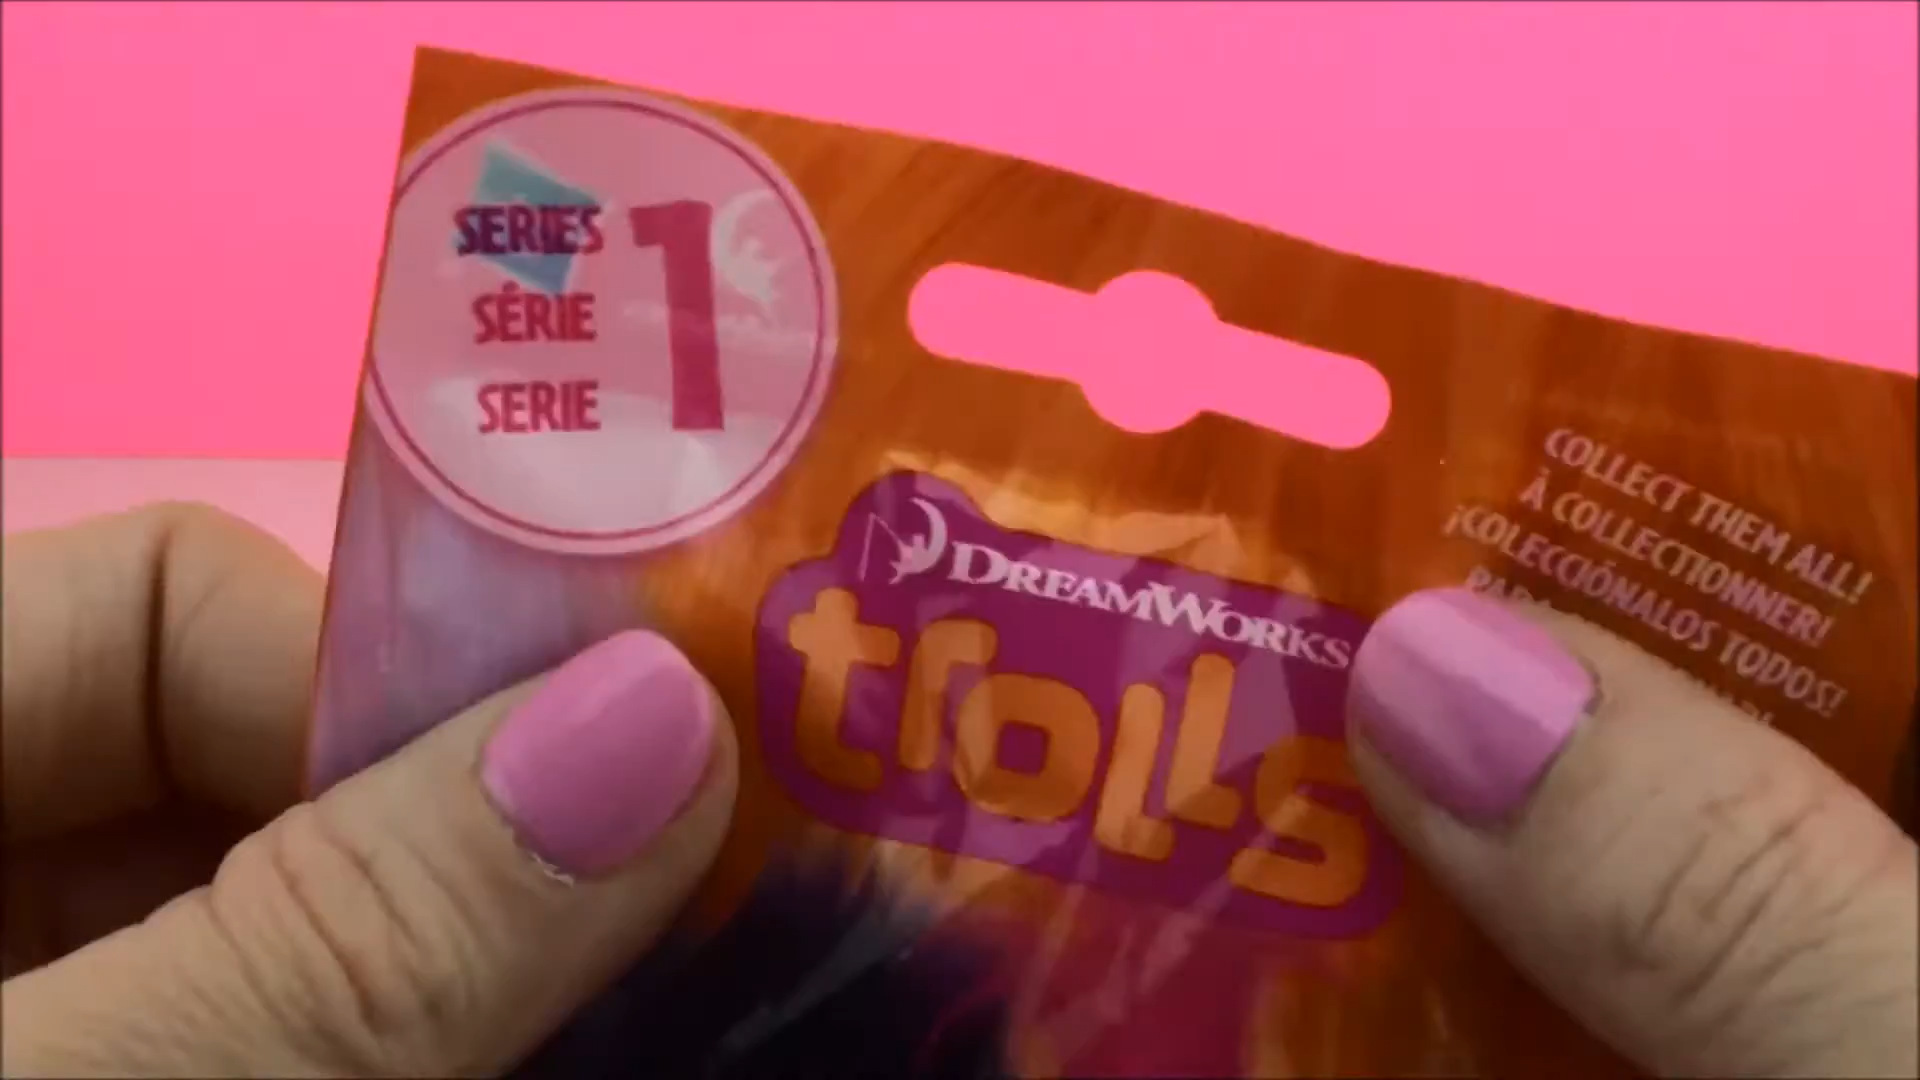 SERIES
SÉRIE
SERIE
1
DREAMWORKS
trolls
COLLECT THEM ALL!
À COLLECTIONNER!
¡COLECCIÓNALOS TODOS!